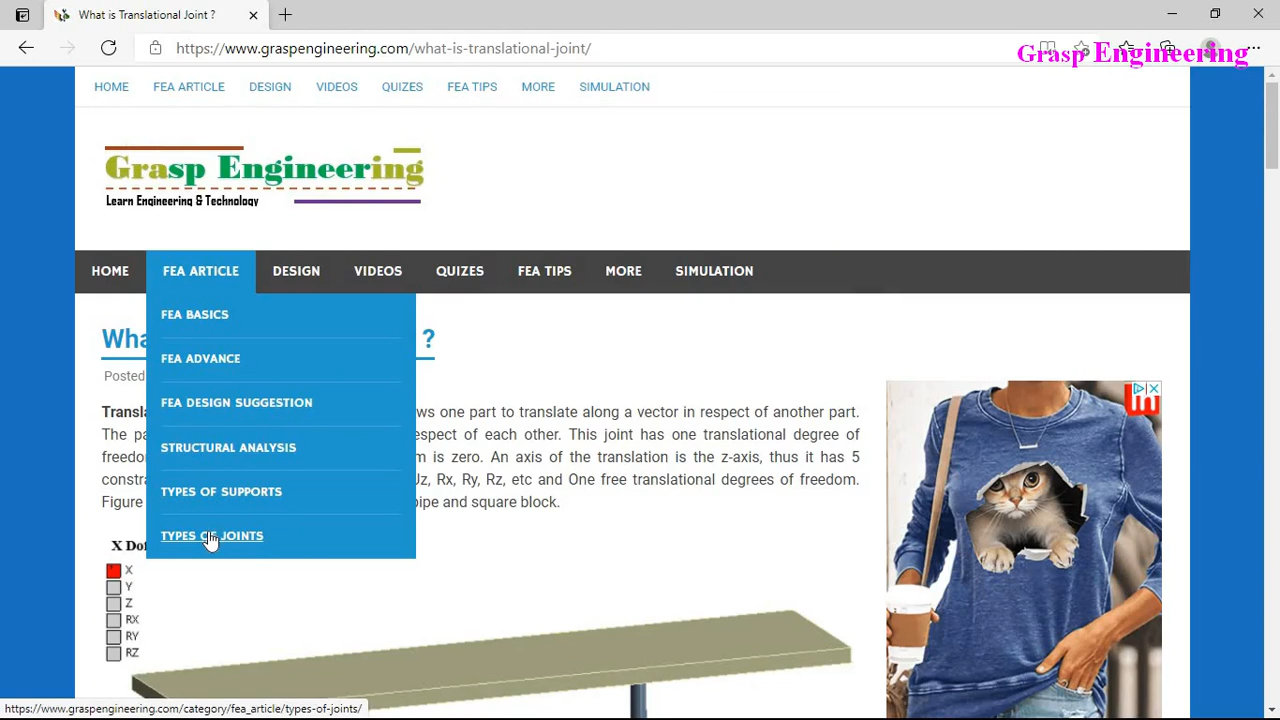 What is Translational Joint ?
https://www.graspengineering.com/what-is-translational-joint/
Grasp Engineering
HOME FEA ARTICLE DESIGN VIDEOS QUIZES FEA TIPS MORE SIMULATION
Grasp Engineering
Learn Engineering & Technology
HOME FEA ARTICLE DESIGN VIDEOS QUIZES FEA TIPS MORE SIMULATION
FEA BASICS
FEA ADVANCE
FEA DESIGN SUGGESTION
STRUCTURAL ANALYSIS
TYPES OF SUPPORTS
TYPES OF JOINTS
?
Posted
ws one part to translate along a vector in respect of another part.
The espect of each other. This joint has one translational degree of
freedom is zero. An axis of the translation is the z-axis, thus it has 5
constra Uz, Rx, Ry, Rz, etc and One free translational degrees of freedom.
Figure pipe and square block.
X Dof
X
Y
Z
RX
RY
RZ
https://www.graspengineering.com/category/fea_article/types-of-joints/